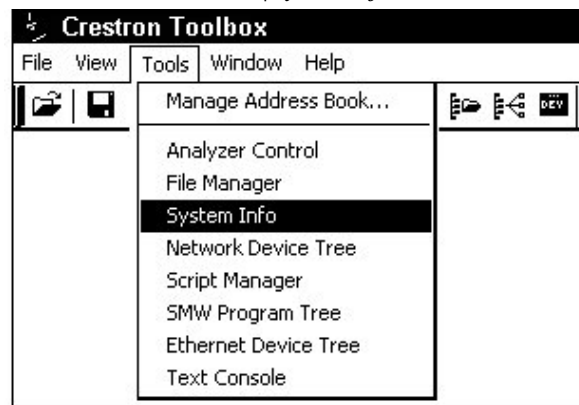 Crestron Toolbox
File View Tools Window Help
Manage Address Book...
DEV
Analyzer Control
File Manager
System Info
Network Device Tree
Script Manager
SMW Program Tree
Ethernet Device Tree
Text Console